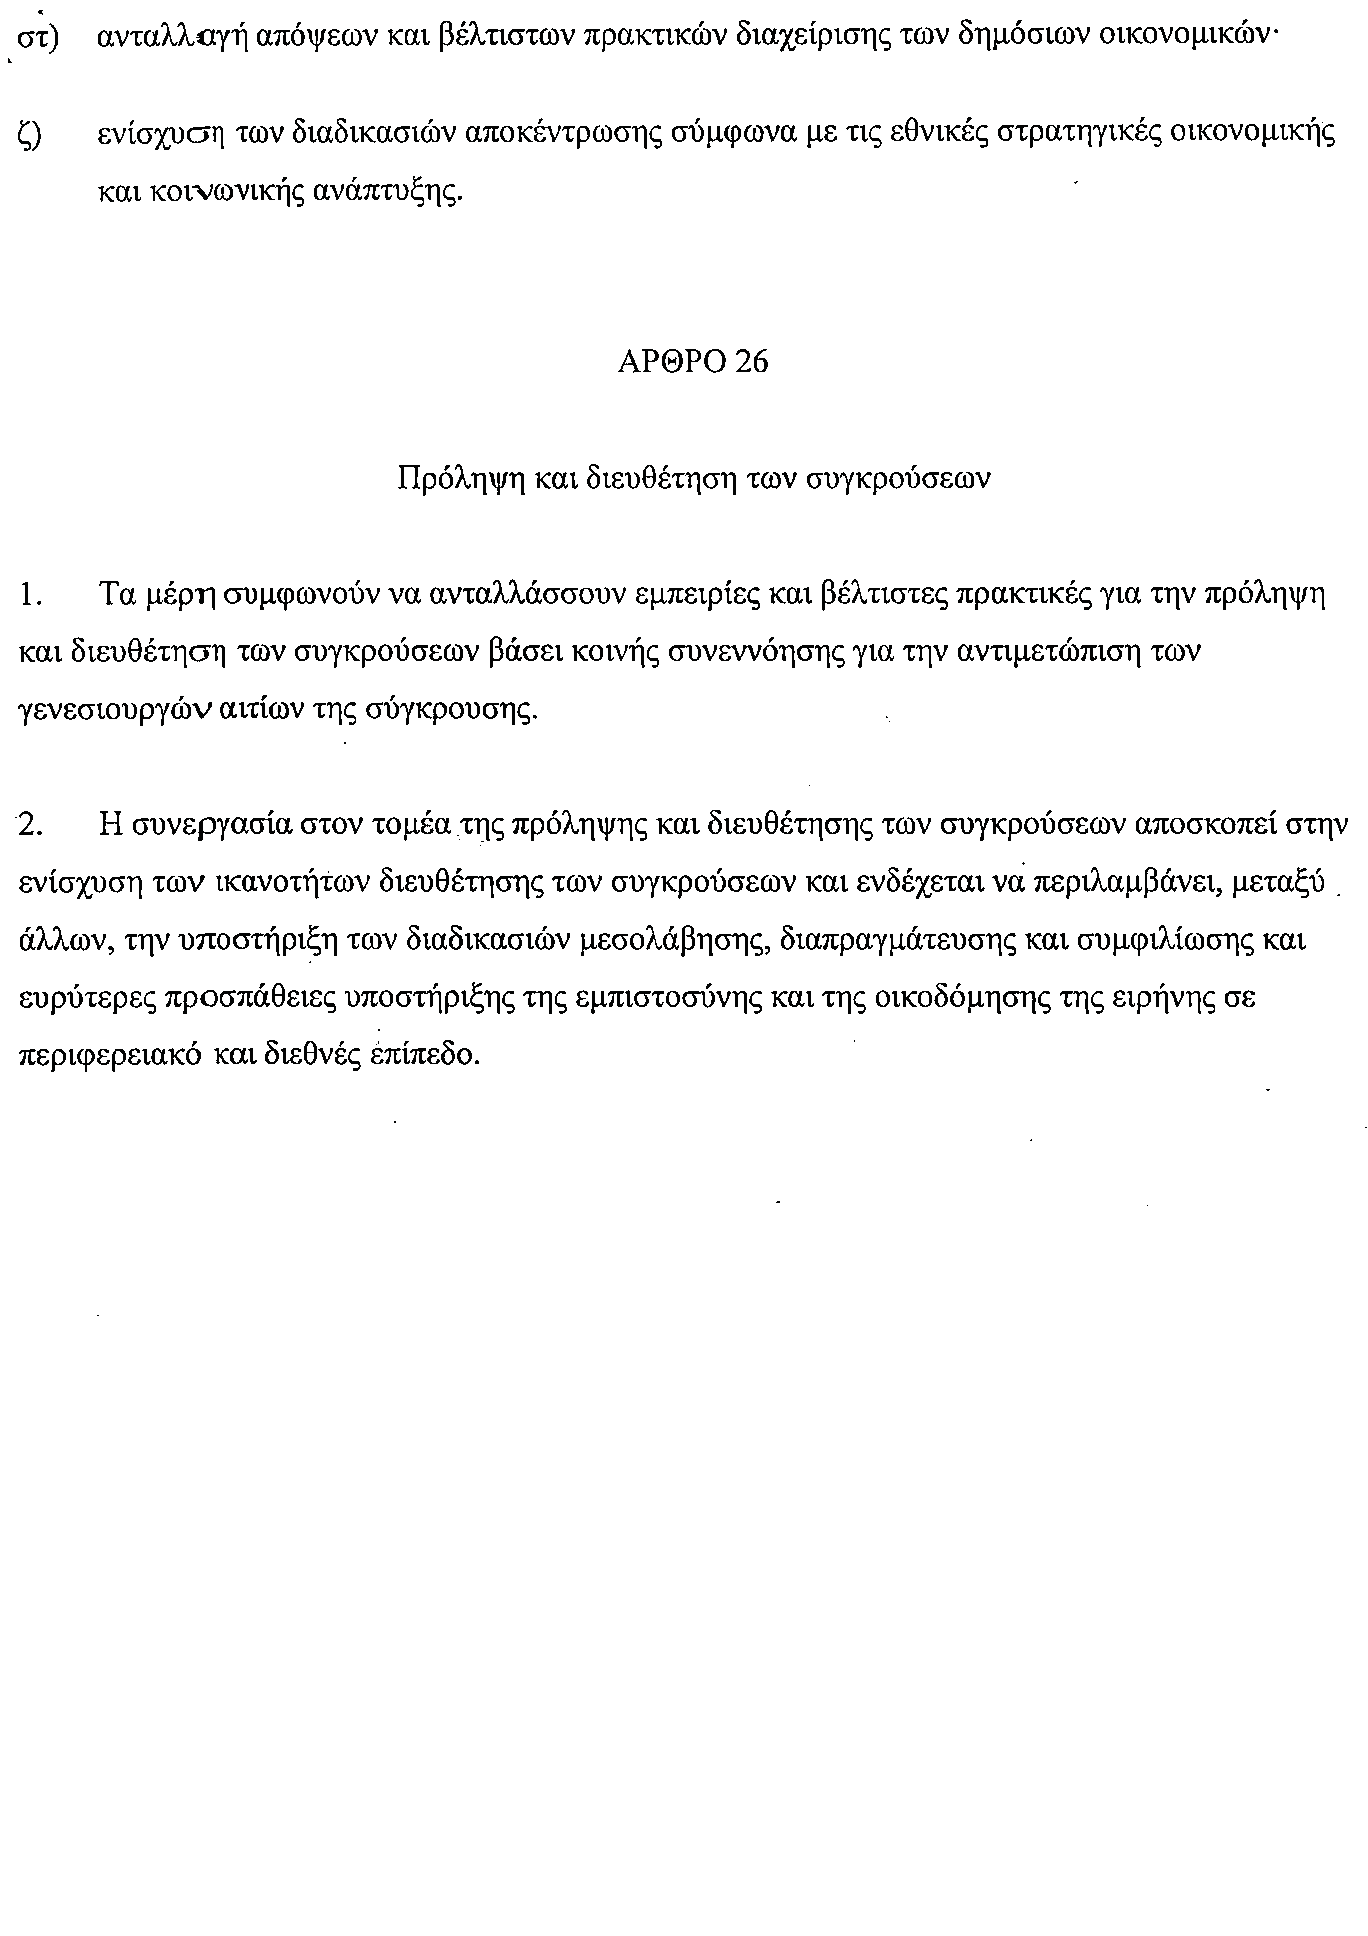 στ) ανταλλαγή απόψεων και βέλτιστων πρακτικών διαχείρισης των δημόσιων οικονομικών·
ζ) ενίσχυση των διαδικασιών αποκέντρωσης σύμφωνα με τις εθνικές στρατηγικές οικονομικής
και κοινωνικής ανάπτυξης.
ΑΡΘΡΟ 26
Πρόληψη και διευθέτηση των συγκρούσεων
1. Τα μέρη συμφωνούν να ανταλλάσσουν εμπειρίες και βέλτιστες πρακτικές για την πρόληψη
και διευθέτηση των συγκρούσεων βάσει κοινής συνεννόησης για την αντιμετώπιση των
γενεσιουργών αιτίων της σύγκρουσης.
2. Η συνεργασία στον τομέα της πρόληψης και διευθέτησης των συγκρούσεων αποσκοπεί στην
ενίσχυση των ικανοτήτων διευθέτησης των συγκρούσεων και ενδέχεται να περιλαμβάνει, μεταξύ
άλλων, την υποστήριξη των διαδικασιών μεσολάβησης, διαπραγμάτευσης και συμφιλίωσης και
ευρύτερες προσπάθειες υποστήριξης της εμπιστοσύνης και της οικοδόμησης της ειρήνης σε
περιφερειακό και διεθνές επίπεδο.